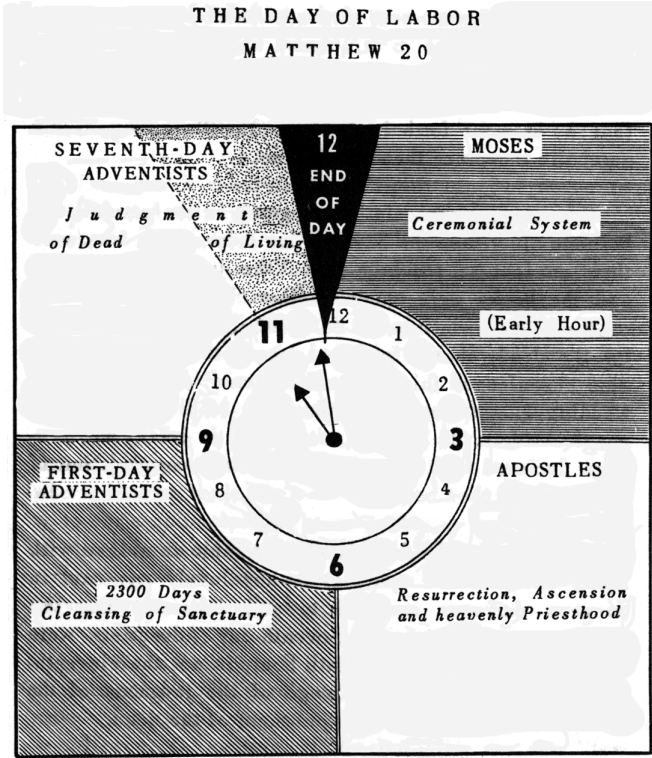 THE DAY OF LABOR
MATTHEW 20
SEVENTH-DAY
ADVENTISTS
Judgment
of Dead of Living
12
END
OF
DAY
MOSES
Ceremonial System
(Early Hour)
12
1
2
3
4
5
6
7
8
9
10
11
FIRST-DAY
ADVENTISTS
2300 Days
Cleansing of Sanctuary
APOSTLES
Resurrection, Ascension
and heavenly Priesthood